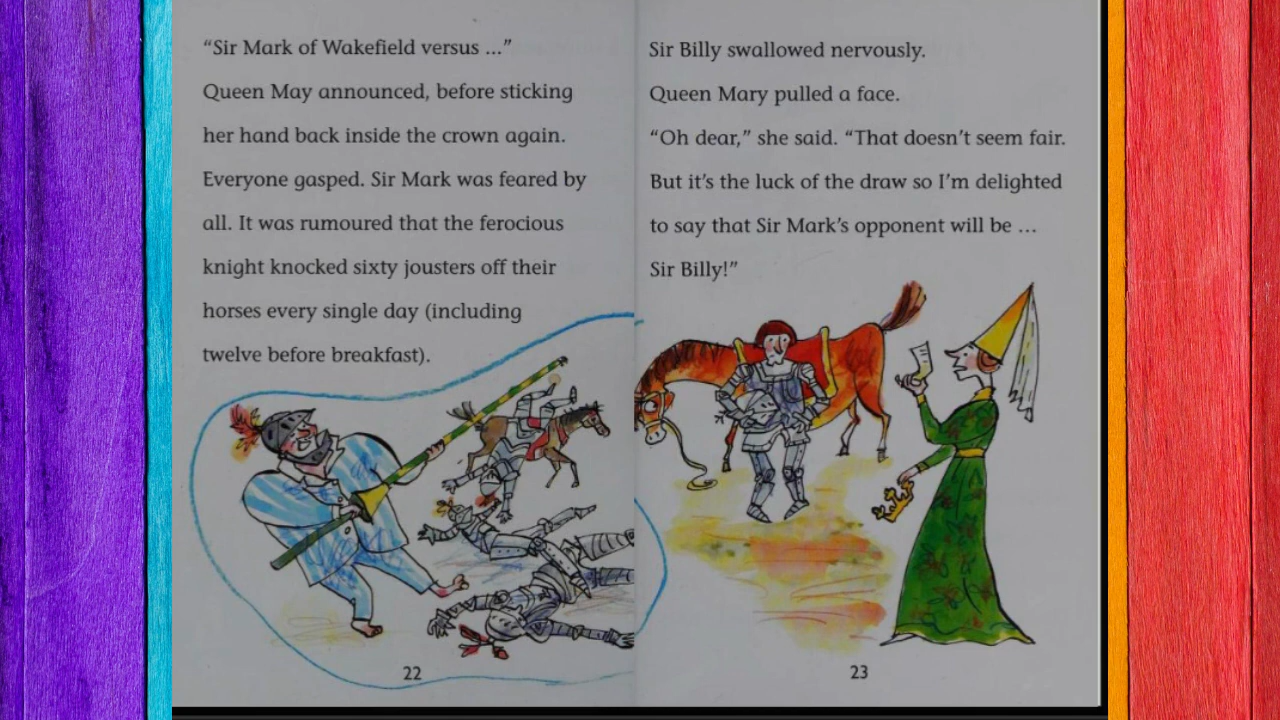 “Sir Mark of Wakefield versus ...”
Queen May announced, before sticking
her hand back inside the crown again.
Everyone gasped. Sir Mark was feared by
all. It was rumoured that the ferocious
knight knocked sixty jousters off their
horses every single day (including
twelve before breakfast).
22
Sir Billy swallowed nervously.
Queen Mary pulled a face.
“Oh dear,” she said. “That doesn’t seem fair.
But it’s the luck of the draw so I’m delighted
to say that Sir Mark’s opponent will be ...
Sir Billy!”
23